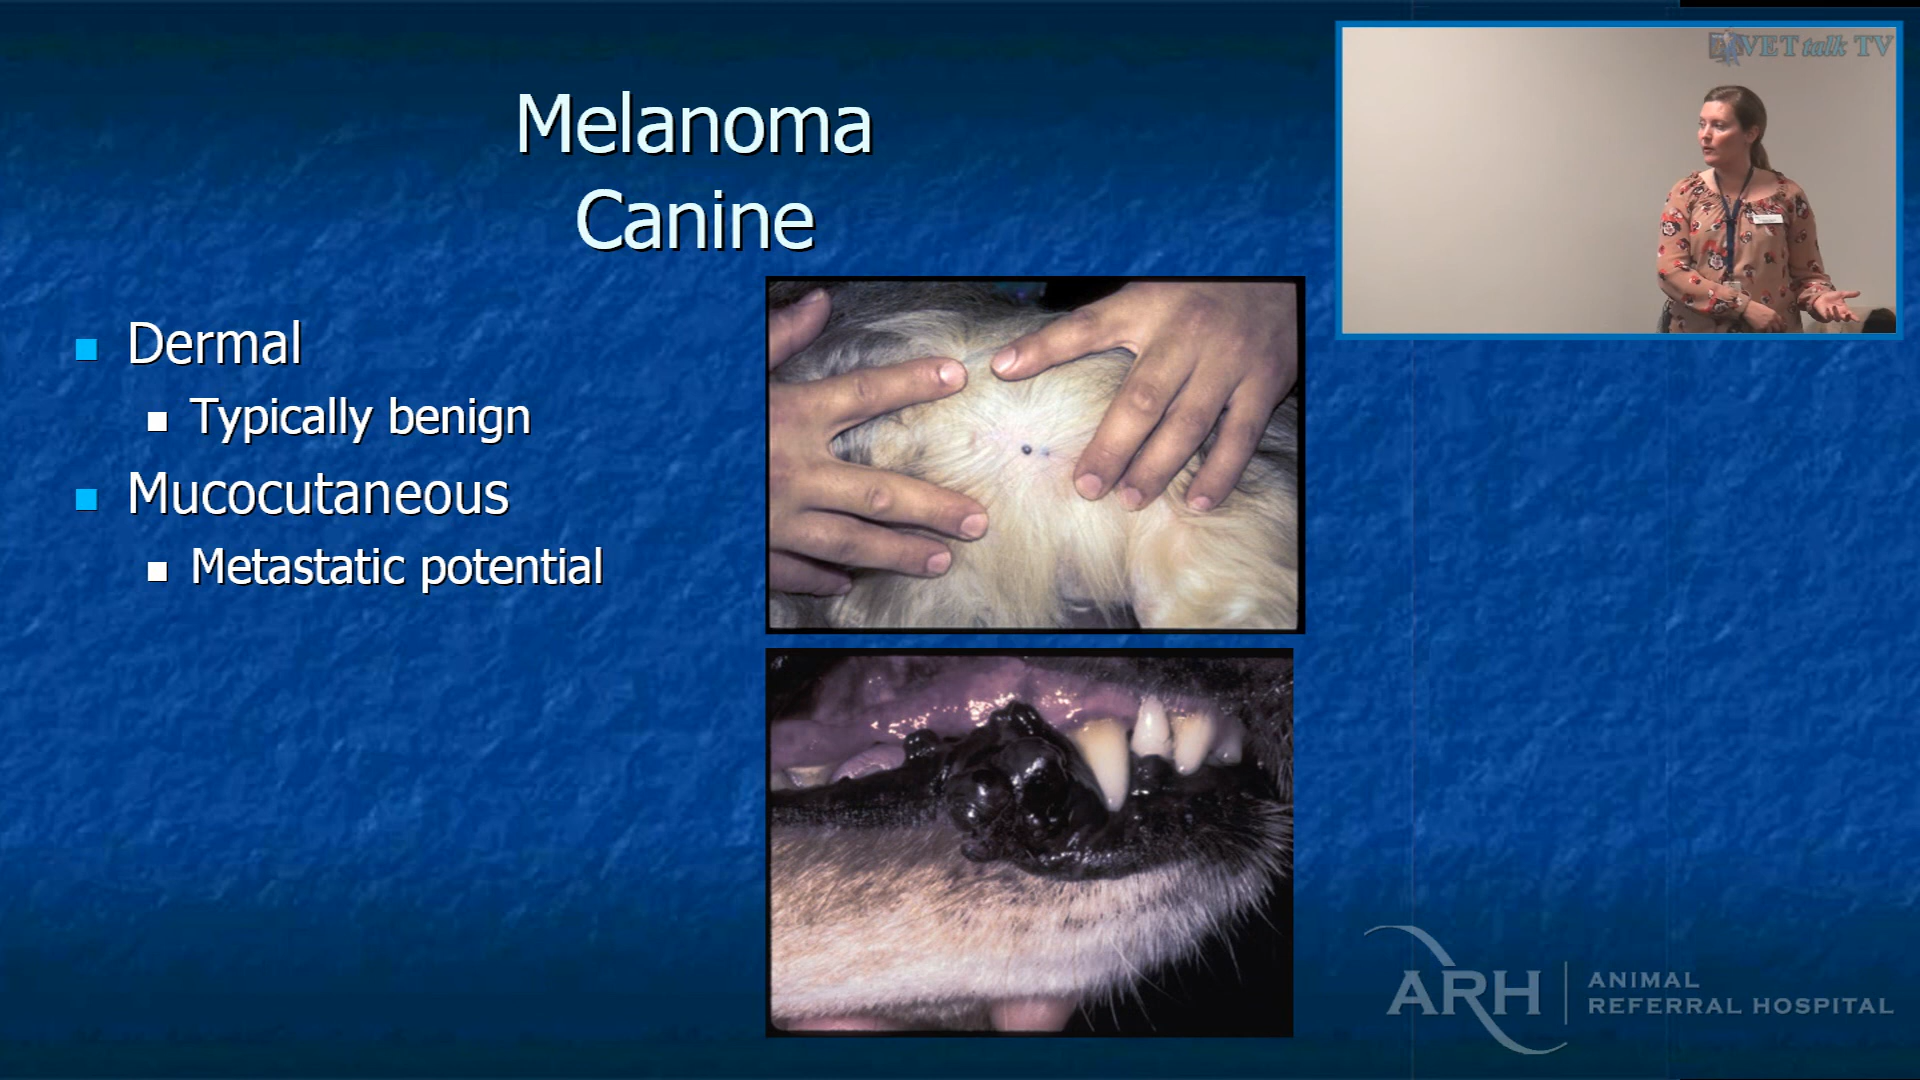 Melanoma
Canine
Dermal
Typically benign
Mucocutaneous
Metastatic potential
VET talk TV
ARH
ANIMAL
REFERRAL HOSPITAL